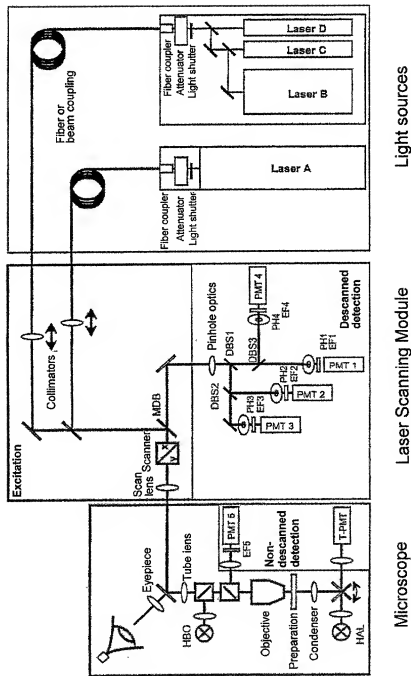 Fiber or
beam coupling
Fiber coupler
Attenuator
Light shutter
Laser D
Laser C
Laser B
Fiber coupler
Attenuator
Light shutter
Laser A
Light sources
Excitation
Collimators
MDB
Scan
lens
Scanner
x
y
Pinhole optics
DBS1
DBS2
DBS3
PMT 4
PH4
EF4
PH1
EF1
PMT 1
PH2
EF2
PMT 2
PH3
EF3
PMT 3
Descanned
detection
Laser Scanning Module
Eyepiece
Tube lens
HBO
PMT 5
EF5
Non-
descanned
detection
Objective
Preparation
Condenser
T-PMT
HAL
Microscope